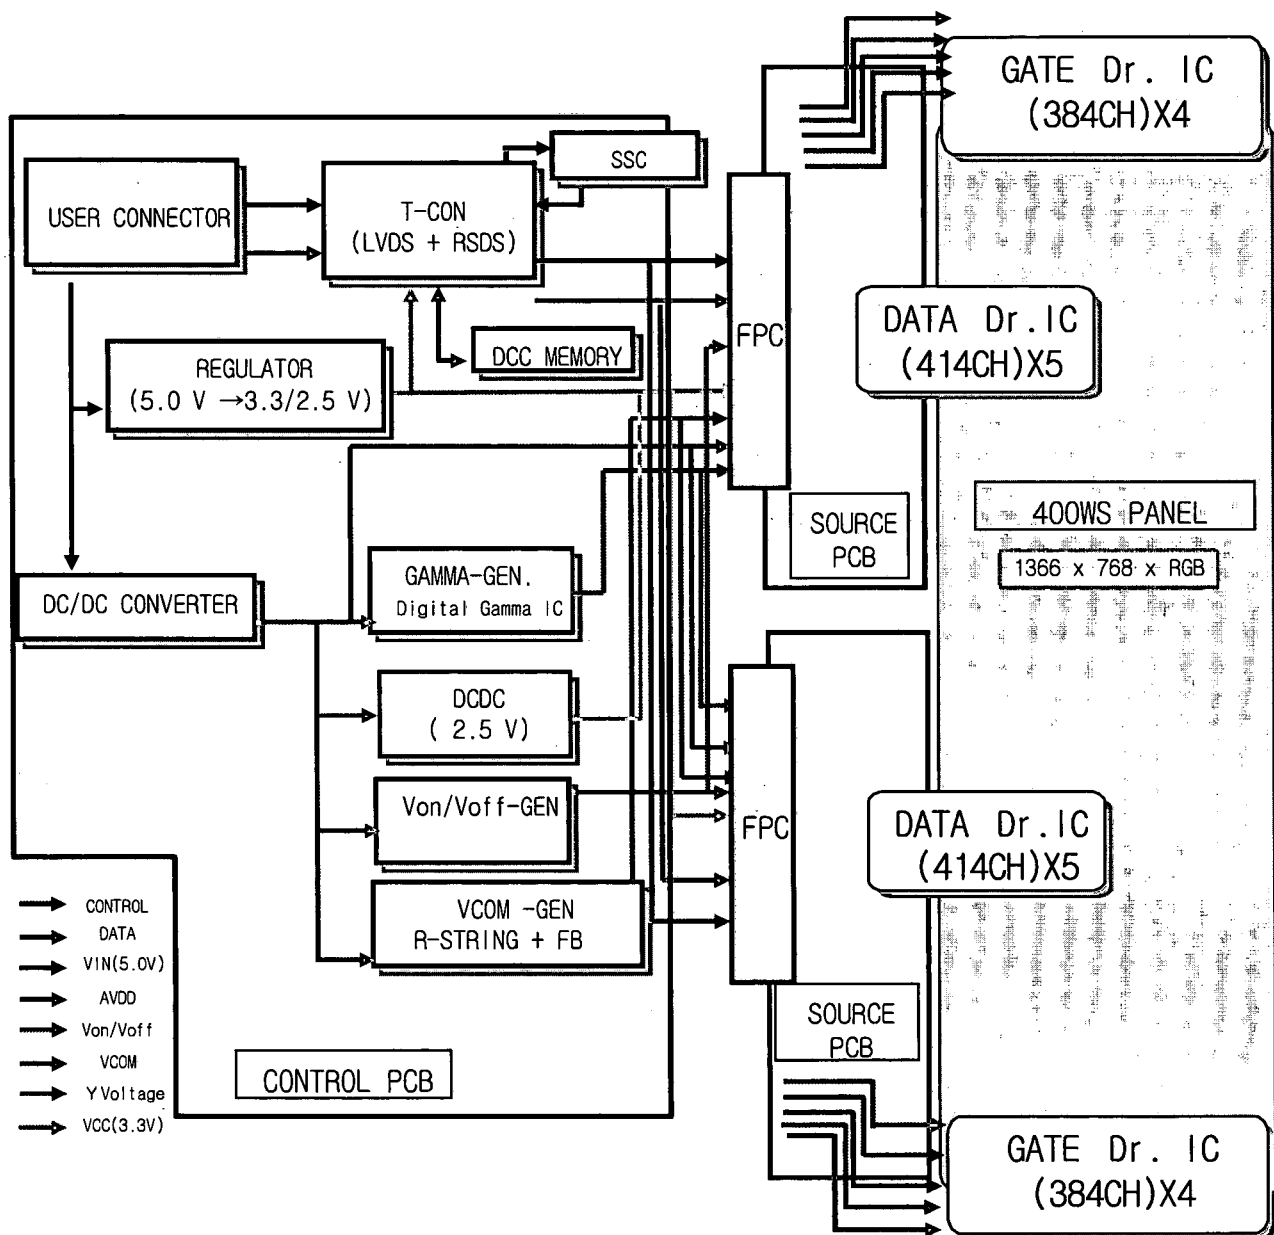 GATE Dr. IC
(384CH)X4
SSC
USER CONNECTOR
T-CON
(LVDS + RSDS)
FPC
DATA Dr.IC
(414CH)X5
REGULATOR
(5.0 V →3.3/2.5 V)
DCC MEMORY
SOURCE
PCB
400WS PANEL
1366 x 768 x RGB
DC/DC CONVERTER
GAMMA-GEN.
Digital Gamma IC
DCDC
( 2.5 V)
Von/Voff-GEN
FPC
DATA Dr.IC
(414CH)X5
VCOM -GEN
R-STRING + FB
CONTROL
DATA
VIN(5.0V)
AVDD
Von/Voff
VCOM
Y Voltage
VCC(3.3V)
CONTROL PCB
SOURCE
PCB
GATE Dr. IC
(384CH)X4